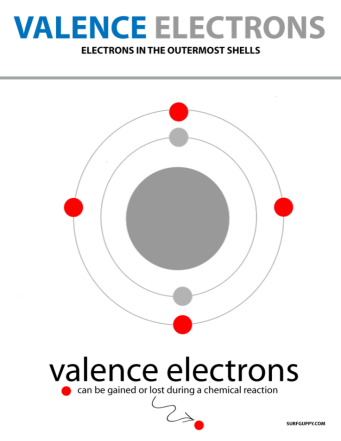 VALENCE ELECTRONS
ELECTRONS IN THE OUTERMOST SHELLS
valence electrons
can be gained or lost during a chemical reaction
SURFGUPPY.COM